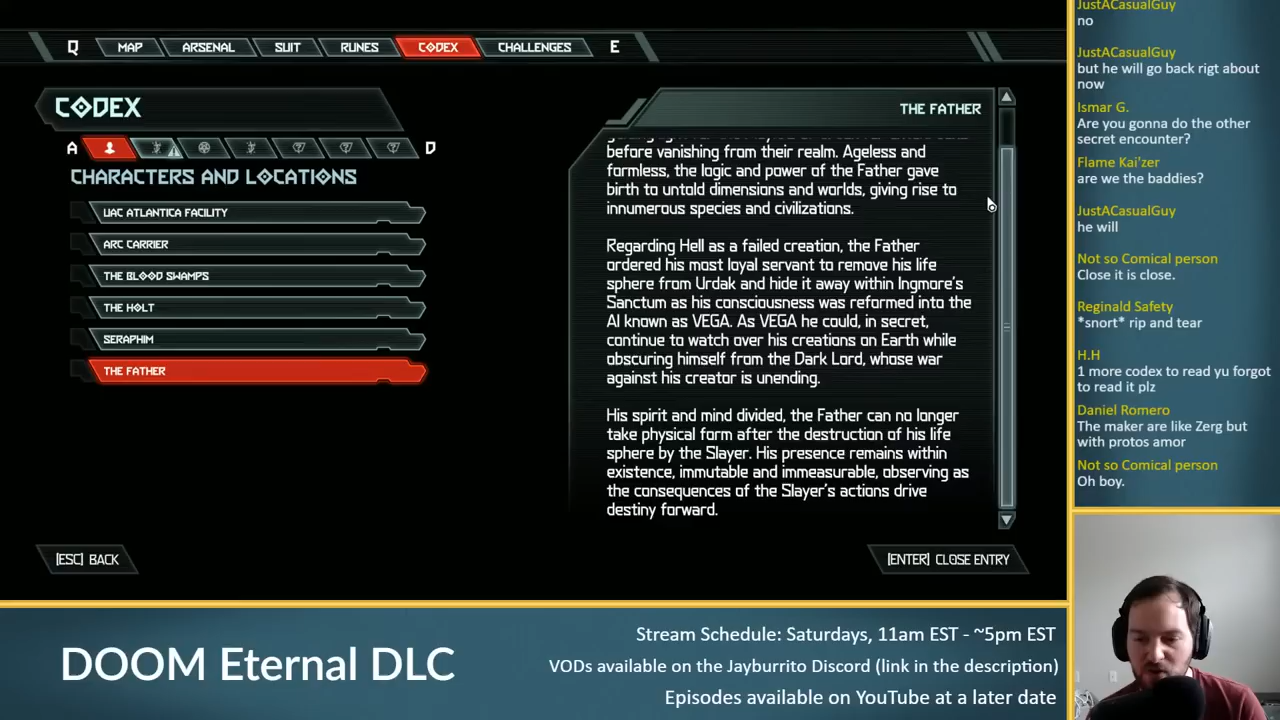 Q
MAP
ARSENAL
SUIT
RUNES
CODEX
CHALLENGES
E
CODEX
A
D
CHARACTERS AND LOCATIONS
UAC ATLANTICA FACILITY
ARC CARRIER
THE BLOOD SWAMPS
THE HOLT
SERAPHIM
THE FATHER
[ESC] BACK
THE FATHER
before vanishing from their realm. Ageless and
formless, the logic and power of the Father gave
birth to untold dimensions and worlds, giving rise to
innumerous species and civilizations.
Regarding Hell as a failed creation, the Father
ordered his most loyal servant to remove his life
sphere from Urdak and hide it away within Ingmore's
Sanctum as his consciousness was reformed into the
AI known as VEGA. As VEGA he could, in secret,
continue to watch over his creations on Earth while
obscuring himself from the Dark Lord, whose war
against his creator is unending.
His spirit and mind divided, the Father can no longer
take physical form after the destruction of his life
sphere by the Slayer. His presence remains within
existence, immutable and immeasurable, observing as
the consequences of the Slayer's actions drive
destiny forward.
[ENTER] CLOSE ENTRY
JustACasualGuy
no
JustACasualGuy
but he will go back rigt about
now
Ismar G.
Are you gonna do the other
secret encounter?
Flame Kai'zer
are we the baddies?
JustACasualGuy
he will
Not so Comical person
Close it is close.
Reginald Safety
*snort* rip and tear
H.H
1 more codex to read yu forgot
to read it plz
Daniel Romero
The maker are like Zerg but
with protos amor
Not so Comical person
Oh boy.
DOOM Eternal DLC
Stream Schedule: Saturdays, 11am EST - ~5pm EST
VODs available on the Jayburrito Discord (link in the description)
Episodes available on YouTube at a later date